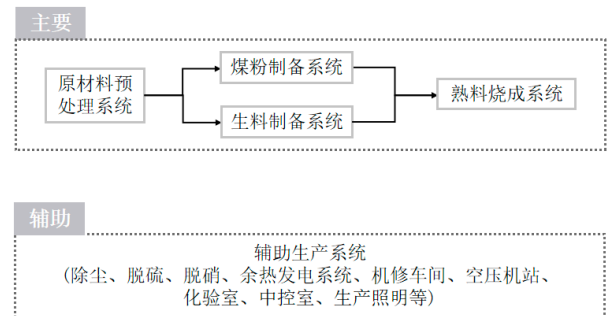 主要
原材料预
处理系统
煤粉制备系统
生料制备系统
熟料烧成系统
辅助
辅助生产系统
(除尘、脱硫、脱硝、余热发电系统、机修车间、空压机站、
化验室、中控室、生产照明等)